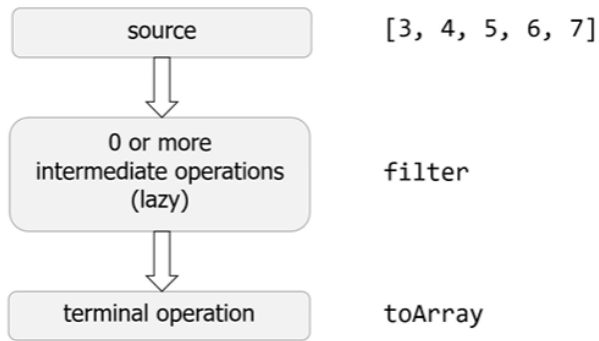 source
[3, 4, 5, 6, 7]
0 or more
intermediate operations
(lazy)
filter
terminal operation
toArray